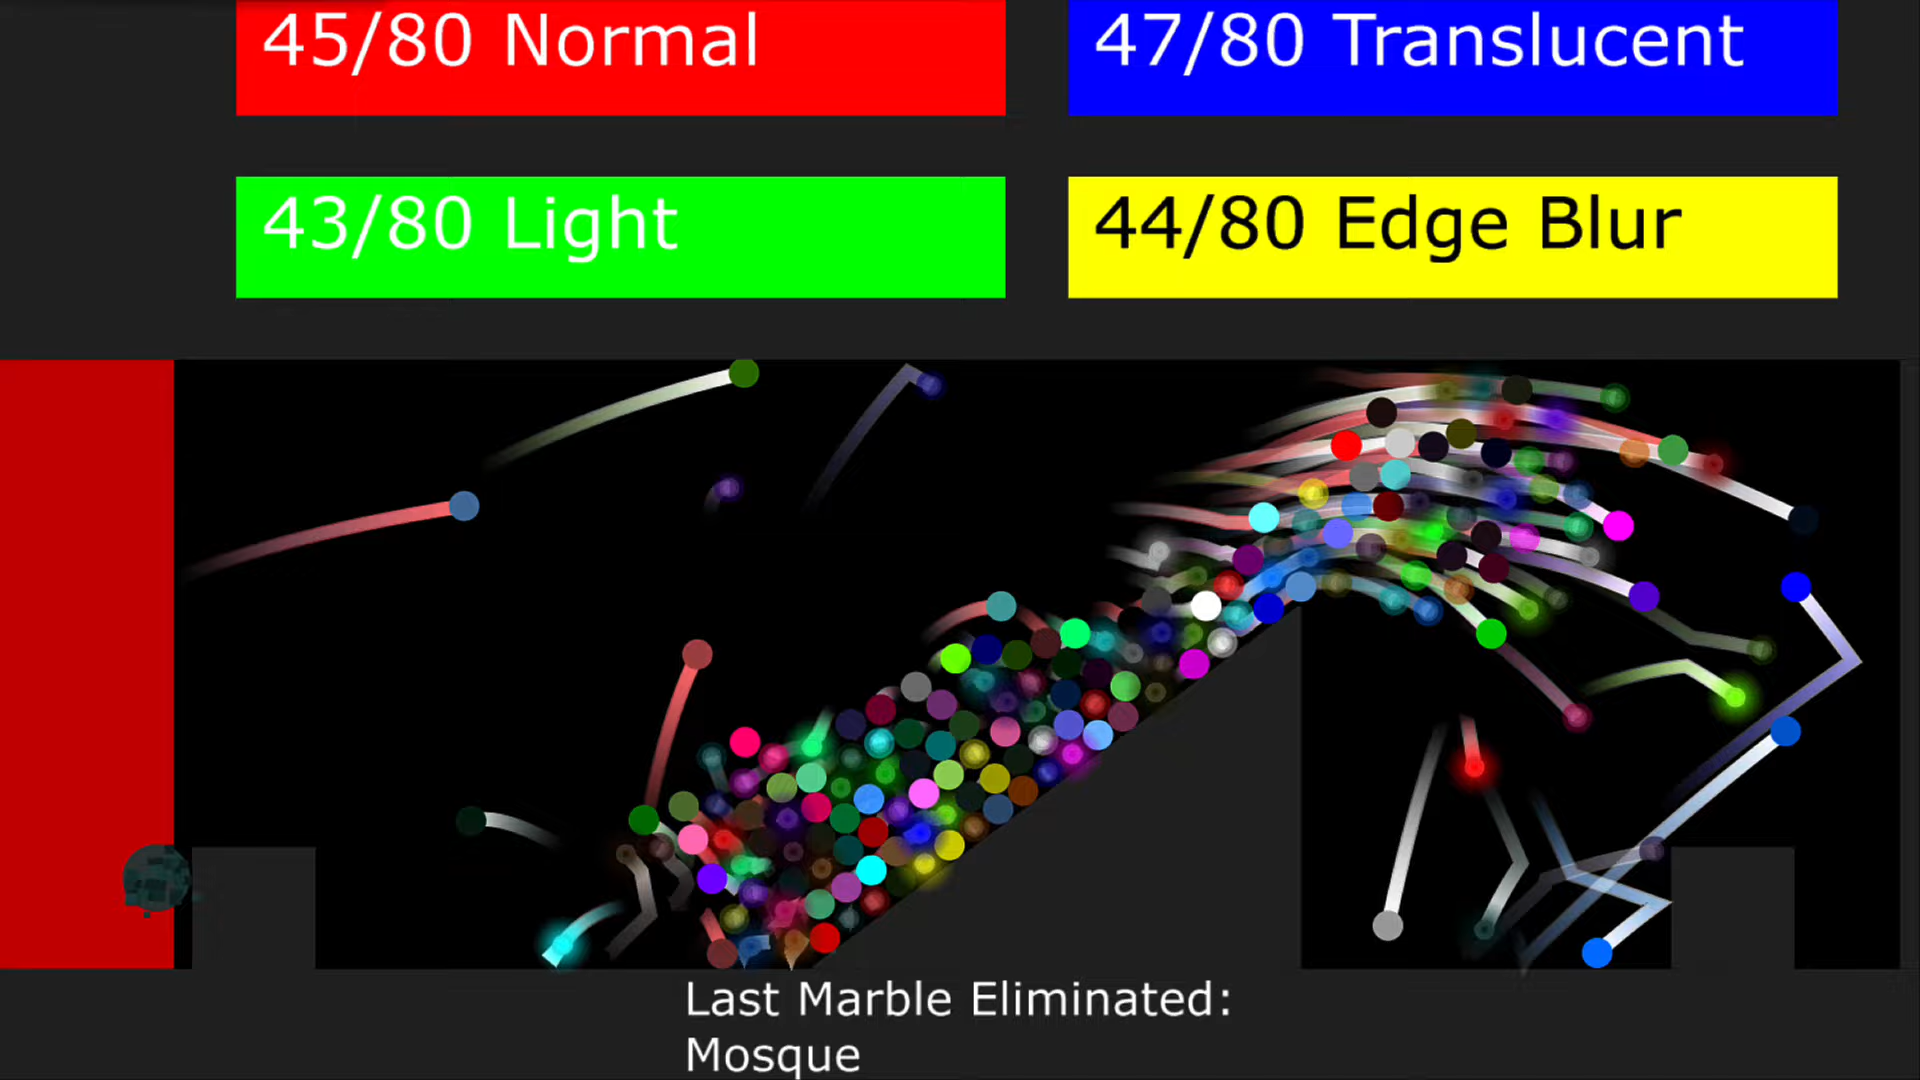 45/80 Normal
47/80 Translucent
43/80 Light
44/80 Edge Blur
Last Marble Eliminated:
Mosque